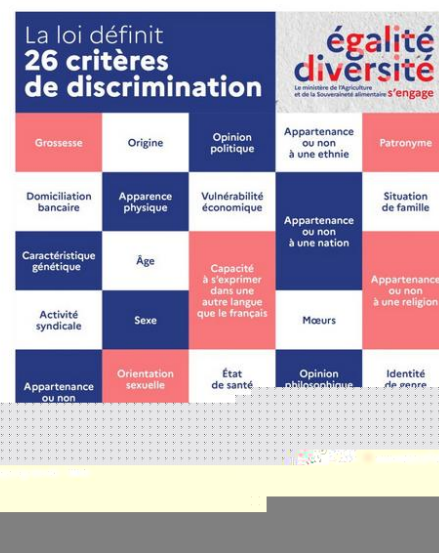 La loi définit
26 critères
de discrimination
égalité
diversité
Le ministère de l'Agriculture
et de la Souveraineté alimentaire s'engage
Grossesse
Origine
Opinion
politique
Appartenance
ou non
à une ethnie
Patronyme
Domiciliation
bancaire
Apparence
physique
Vulnérabilité
économique
Appartenance
ou non
à une nation
Situation
de famille
Caractéristique
génétique
Âge
Capacité
à s'exprimer
dans une
autre langue
que le français
Appartenance
ou non
à une religion
Activité
syndicale
Sexe
Mœurs
Appartenance
ou non
Orientation
sexuelle
État
de santé
Opinion
philosophique
Identité
de genre